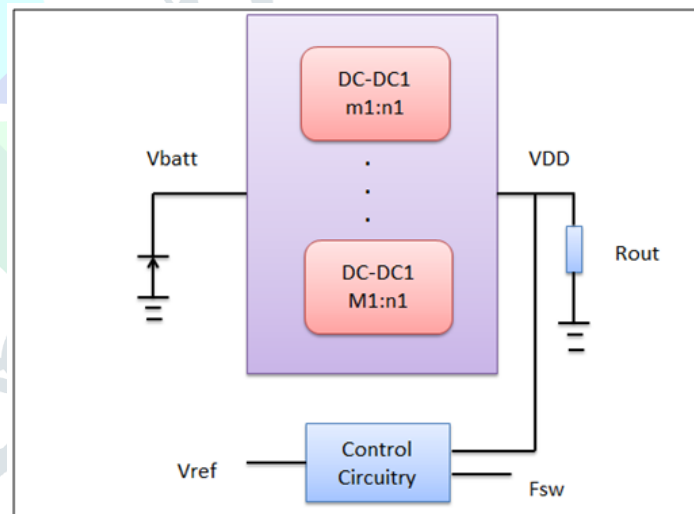 DC-DC1
m1:n1
Vbatt
VDD
DC-DC1
M1:n1
Rout
Control
Circuitry
Vref
Fsw